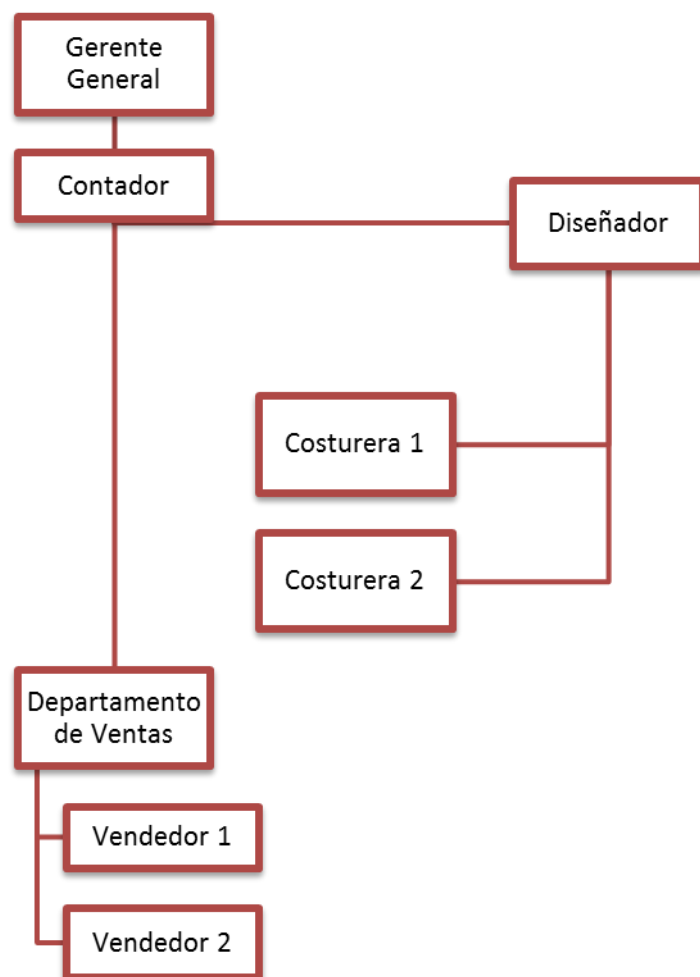 Gerente
General
Contador
Diseñador
Costurera 1
Costurera 2
Departamento
de Ventas
Vendedor 1
Vendedor 2